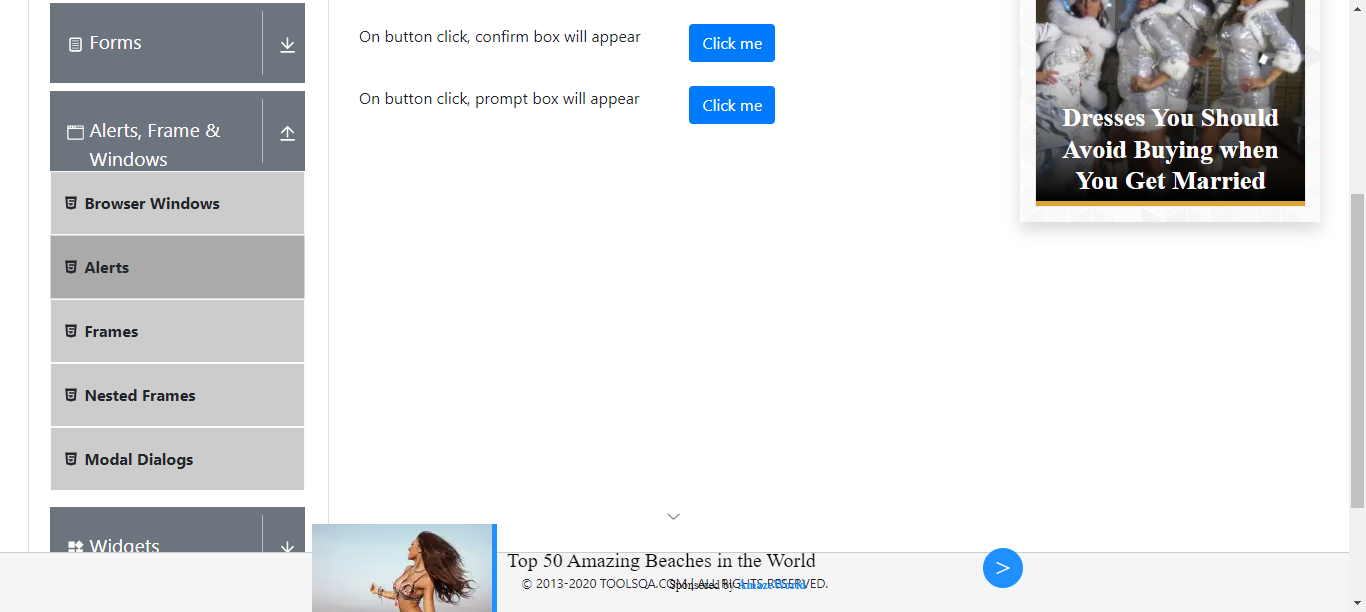 Forms
Alerts, Frame &
Windows
Browser Windows
Alerts
Frames
Nested Frames
Modal Dialogs
Widgets
On button click, confirm box will appear
Click me
On button click, prompt box will appear
Click me
Dresses You Should
Avoid Buying when
You Get Married
Top 50 Amazing Beaches in the World
© 2013-2020 TOOLSQA.COM | ALL RIGHTS RESERVED.
Sponsored by
>